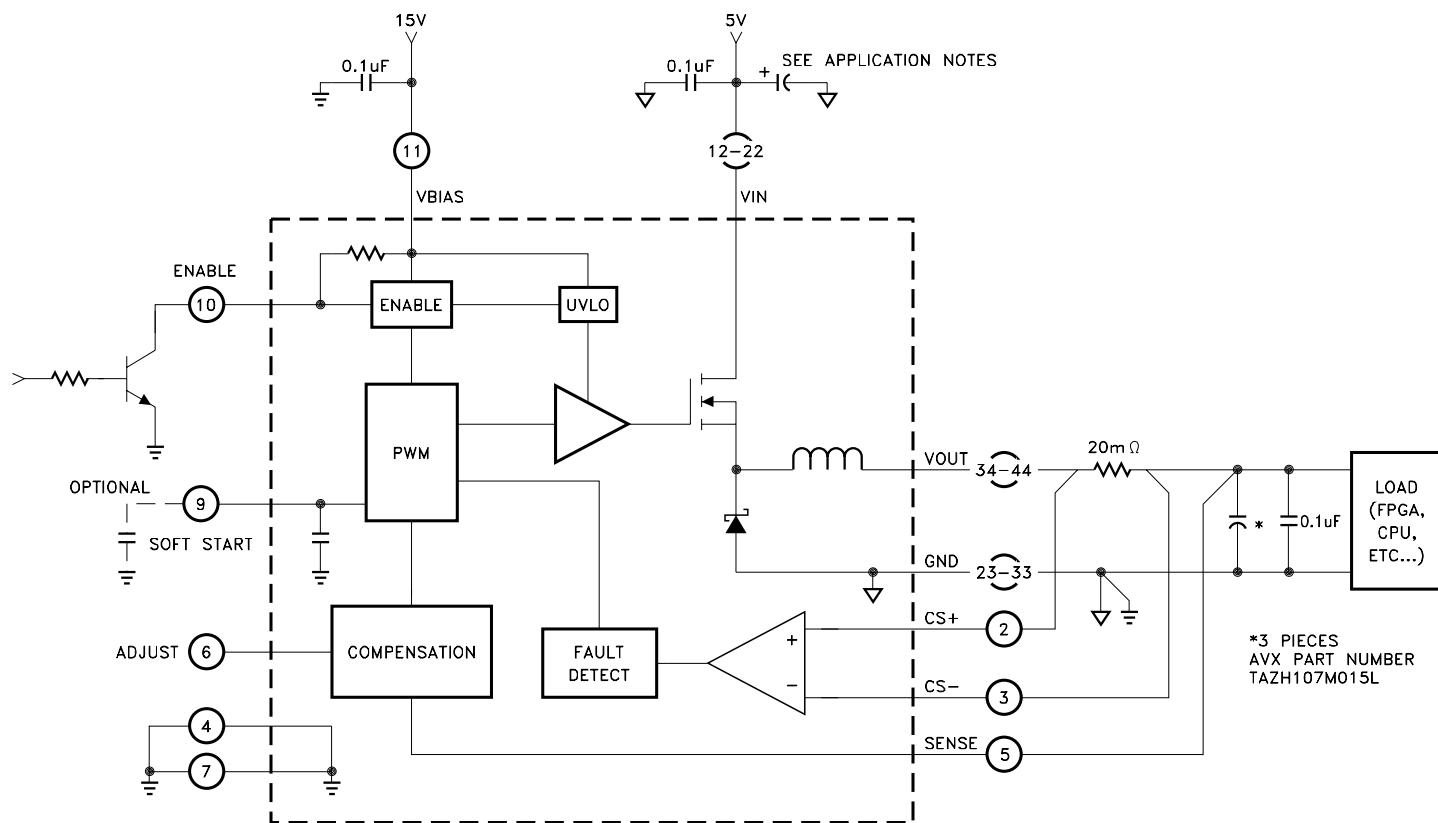 15V
5V
0.1uF
0.1uF
+
SEE APPLICATION NOTES
11
12-22
VBIAS
VIN
ENABLE
10
ENABLE
UVLO
PWM
OPTIONAL
9
SOFT START
VOUT
34-44
20mΩ
LOAD
(FPGA,
CPU,
ETC...)
*
0.1uF
GND
23-33
CS+
2
ADJUST
6
COMPENSATION
FAULT
DETECT
+
-
CS-
3
*3 PIECES
AVX PART NUMBER
TAZH107M015L
4
7
SENSE
5